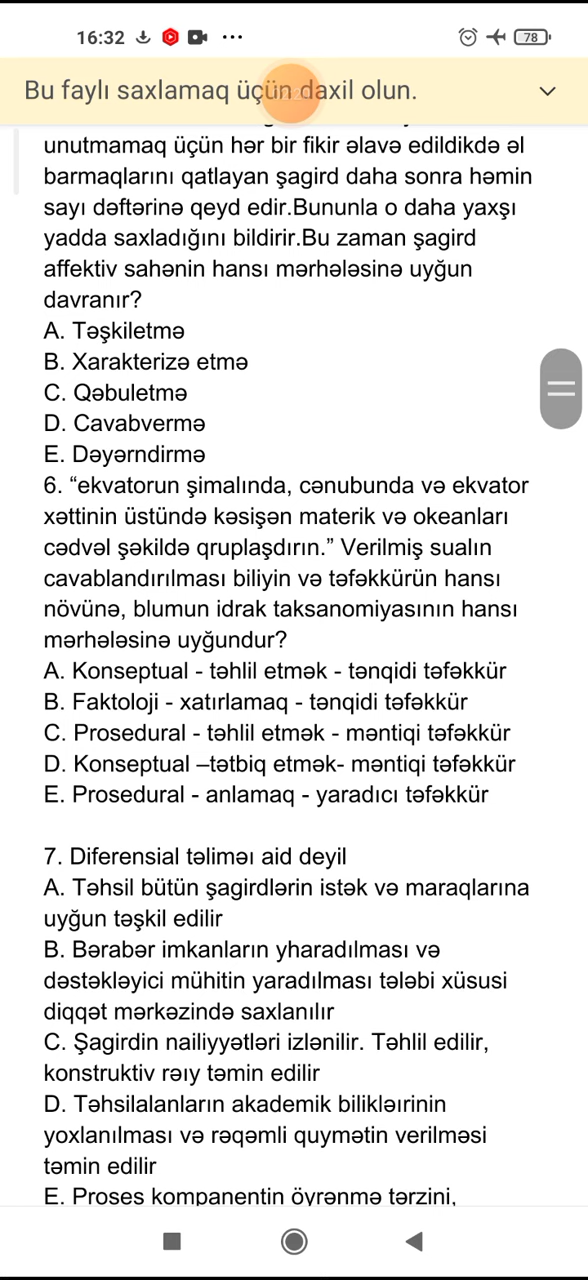 16:32
78
Bu faylı saxlamaq üçün daxil olun.
unutmamaq üçün hər bir fikir əlavə edildikdə əl
barmaqlarını qatlayan şagird daha sonra həmin
sayı dəftərinə qeyd edir.Bununla o daha yaxşı
yadda saxladığını bildirir.Bu zaman şagird
affektiv sahənin hansı mərhələsinə uyğun
davranır?
A. Təşkiletmə
B. Xarakterizə etmə
C. Qəbuletmə
D. Cavabvermə
E. Dəyərndirmə
6. “ekvatorun şimalında, cənubunda və ekvator
xəttinin üstündə kəsişən materik və okeanları
cədvəl şəkildə qruplaşdırın.” Verilmiş sualın
cavablandırılması biliyin və təfəkkürün hansı
növünə, blumun idrak taksanomiyasının hansı
mərhələsinə uyğundur?
A. Konseptual - təhlil etmək - tənqidi təfəkkür
B. Faktoloji - xatırlamaq - tənqidi təfəkkür
C. Prosedural - təhlil etmək - məntiqi təfəkkür
D. Konseptual –tətbiq etmək- məntiqi təfəkkür
E. Prosedural - anlamaq - yaradıcı təfəkkür
7. Diferensial təliməı aid deyil
A. Təhsil bütün şagirdlərin istək və maraqlarına
uyğun təşkil edilir
B. Bərabər imkanların yharadılması və
dəstəkləyici mühitin yaradılması tələbi xüsusi
diqqət mərkəzində saxlanılır
C. Şagirdin nailiyyətləri izlənilir. Təhlil edilir,
konstruktiv rəıy təmin edilir
D. Təhsilalanların akademik bilikləırinin
yoxlanılması və rəqəmli quymətin verilməsi
təmin edilir
E. Proses kompanentin öyrənmə tərzini,